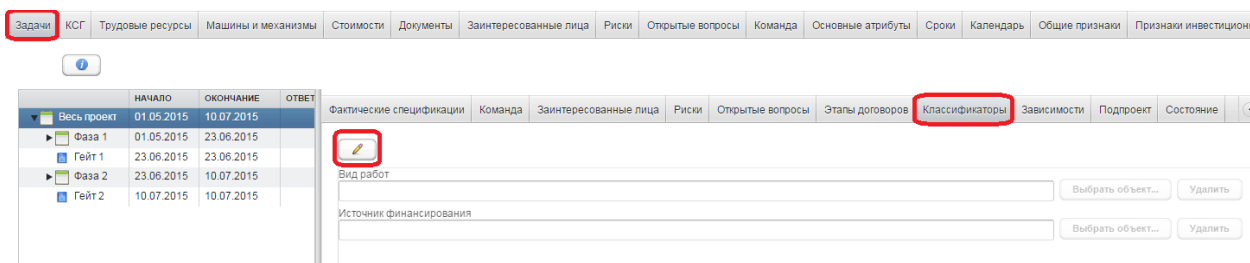 Задачи КСГ Трудовые ресурсы Машины и механизмы Стоимости Документы Заинтересованные лица Риски Открытые вопросы Команда Основные атрибуты Сроки Календарь Общие признаки Признаки инвестицион
НАЧАЛО ОКОНЧАНИЕ ОТВЕТ
Весь проект 01.05.2015 10.07.2015
Фаза 1 01.05.2015 23.06.2015
Гейт 1 23.06.2015 23.06.2015
Фаза 2 23.06.2015 10.07.2015
Гейт 2 10.07.2015 10.07.2015
Фактические спецификации Команда Заинтересованные лица Риски Открытые вопросы Этапы договоров Классификаторы Зависимости Подпроект Состояние
Вид работ
Выбрать объект... Удалить
Источник финансирования
Выбрать объект... Удалить